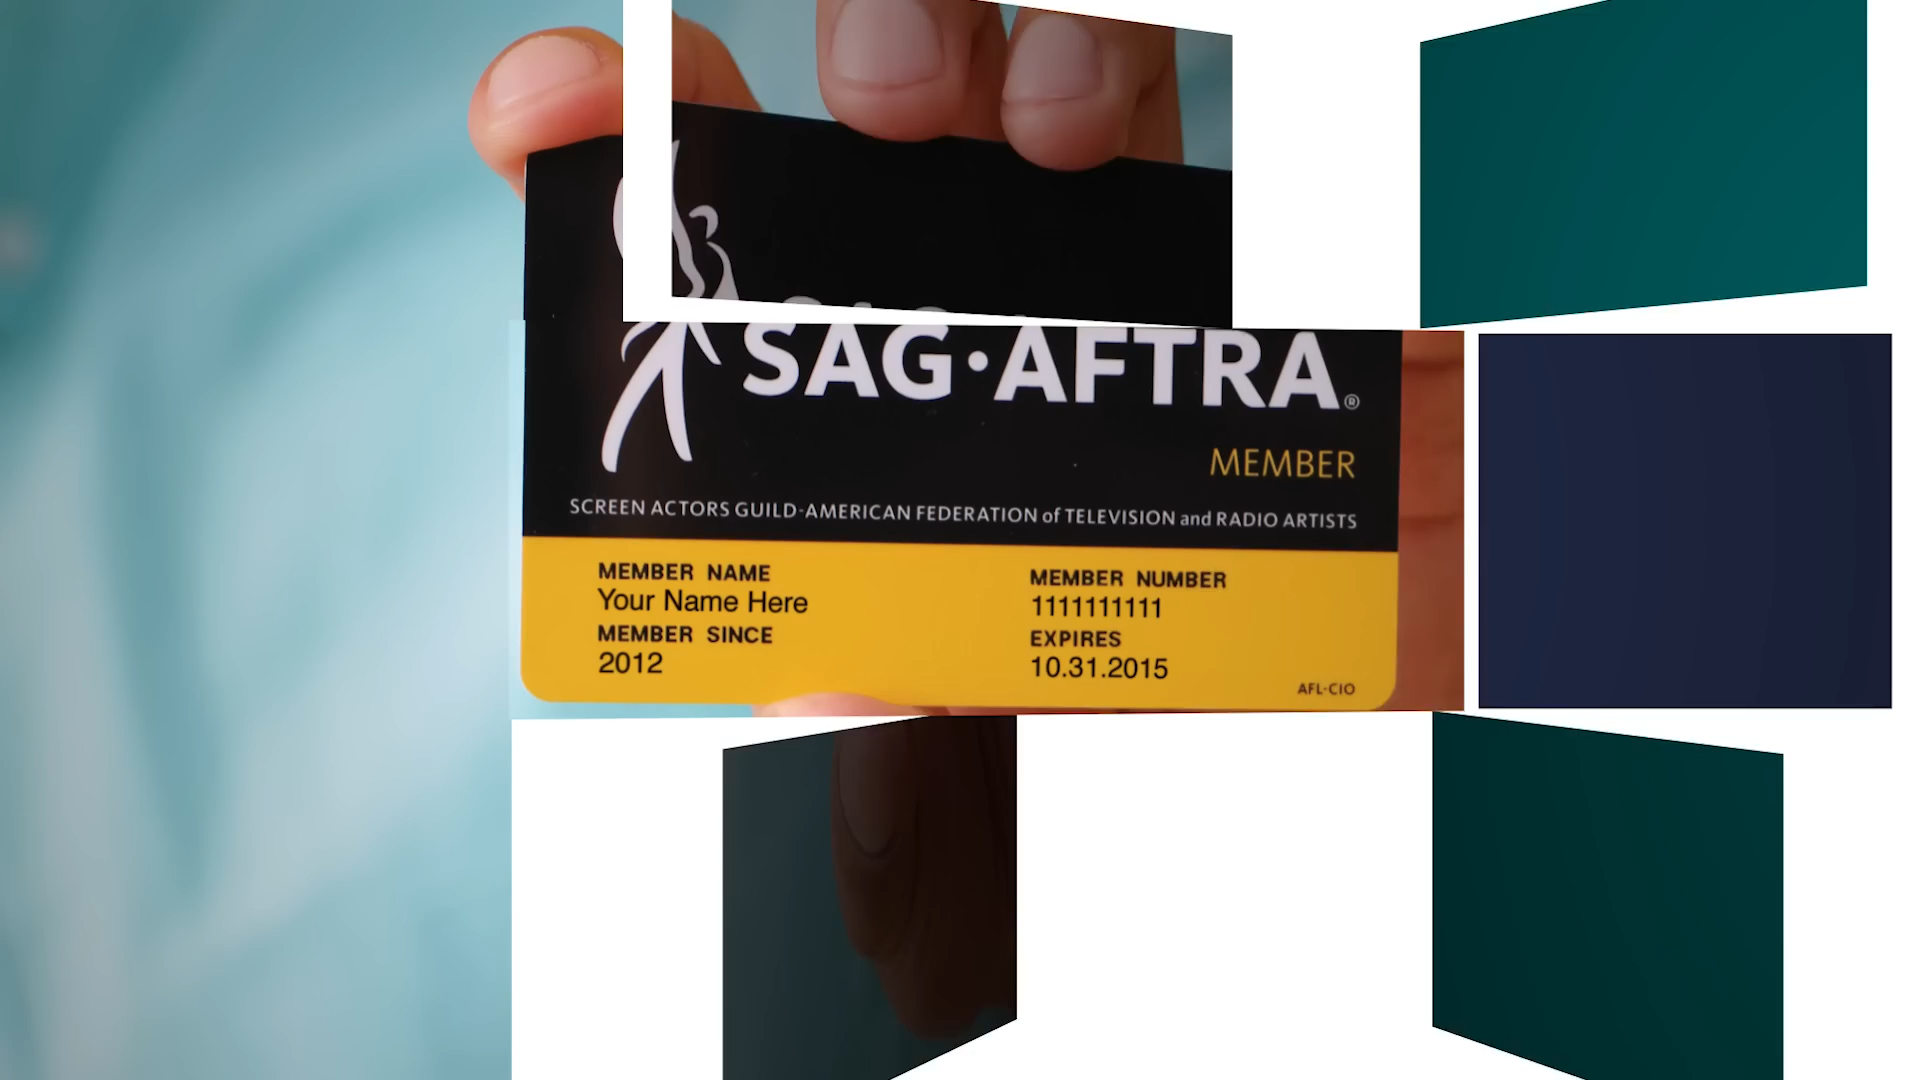 SAG·AFTRA®
MEMBER
SCREEN ACTORS GUILD-AMERICAN FEDERATION of TELEVISION and RADIO ARTISTS
MEMBER NAME
Your Name Here
MEMBER SINCE
2012
MEMBER NUMBER
1111111111
EXPIRES
10.31.2015
AFL-CIO